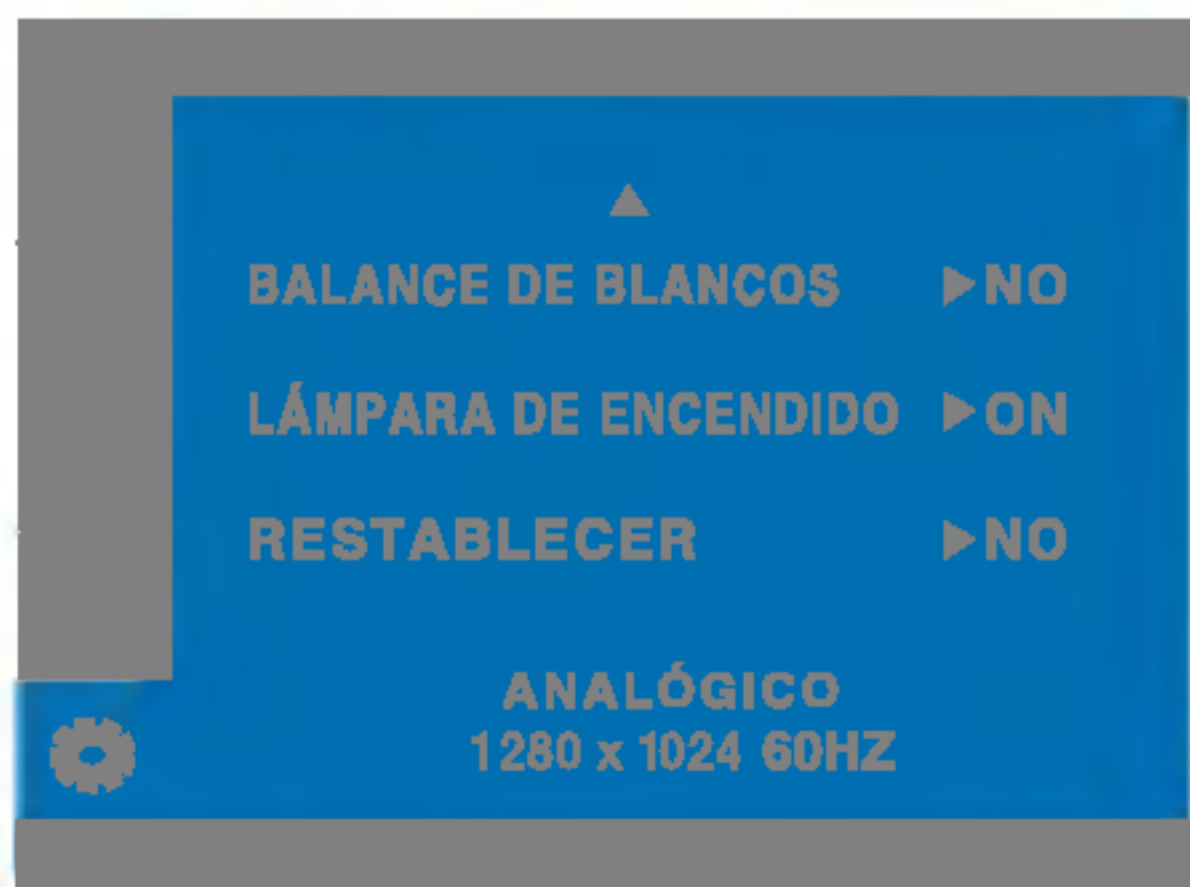 BALANCE DE BLANCOS ▶NO
LÁMPARA DE ENCENDIDO ▶ON
RESTABLECER ▶NO
ANALÓGICO
1280 x 1024 60HZ